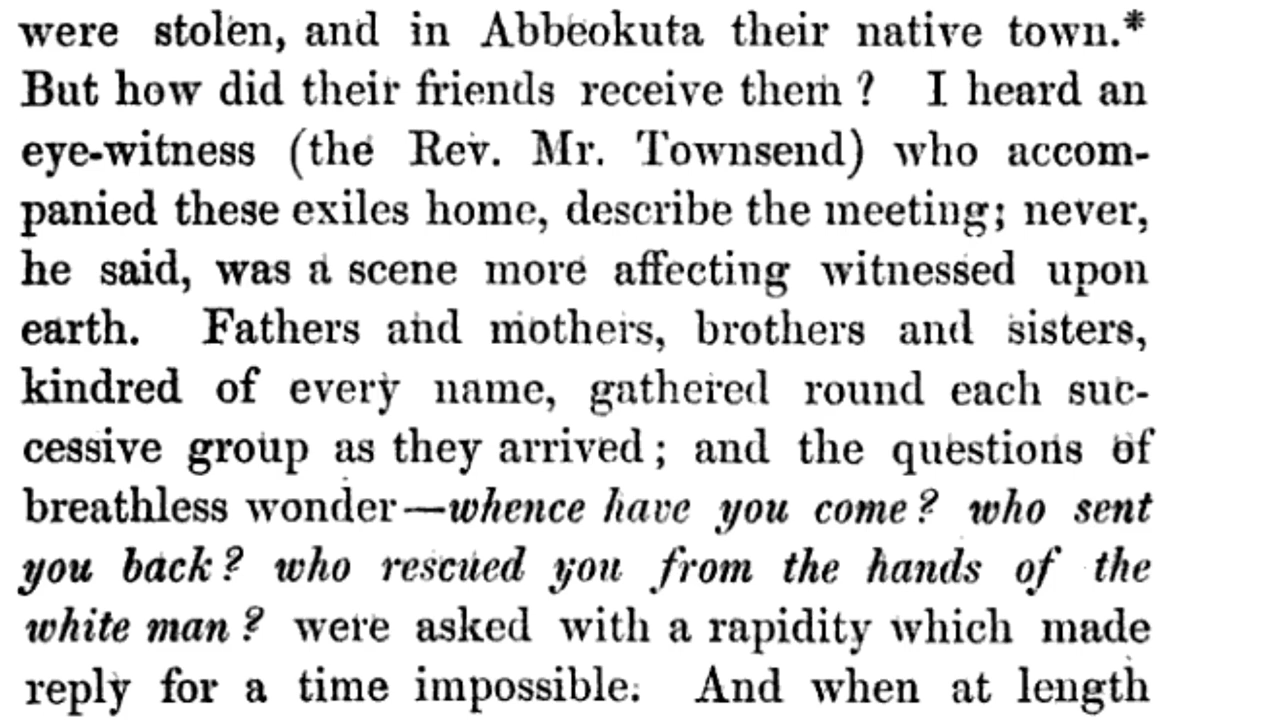 were stolen, and in Abbeokuta their native town.*
But how did their friends receive them ? I heard an
eye-witness (the Rev. Mr. Townsend) who accom-
panied these exiles home, describe the meeting; never,
he said, was a scene more affecting witnessed upon
earth. Fathers and mothers, brothers and sisters,
kindred of every name, gathered round each suc-
cessive group as they arrived ; and the questions of
breathless wonder—whence have you come? who sent
you back? who rescued you from the hands of the
white man? were asked with a rapidity which made
reply for a time impossible. And when at length